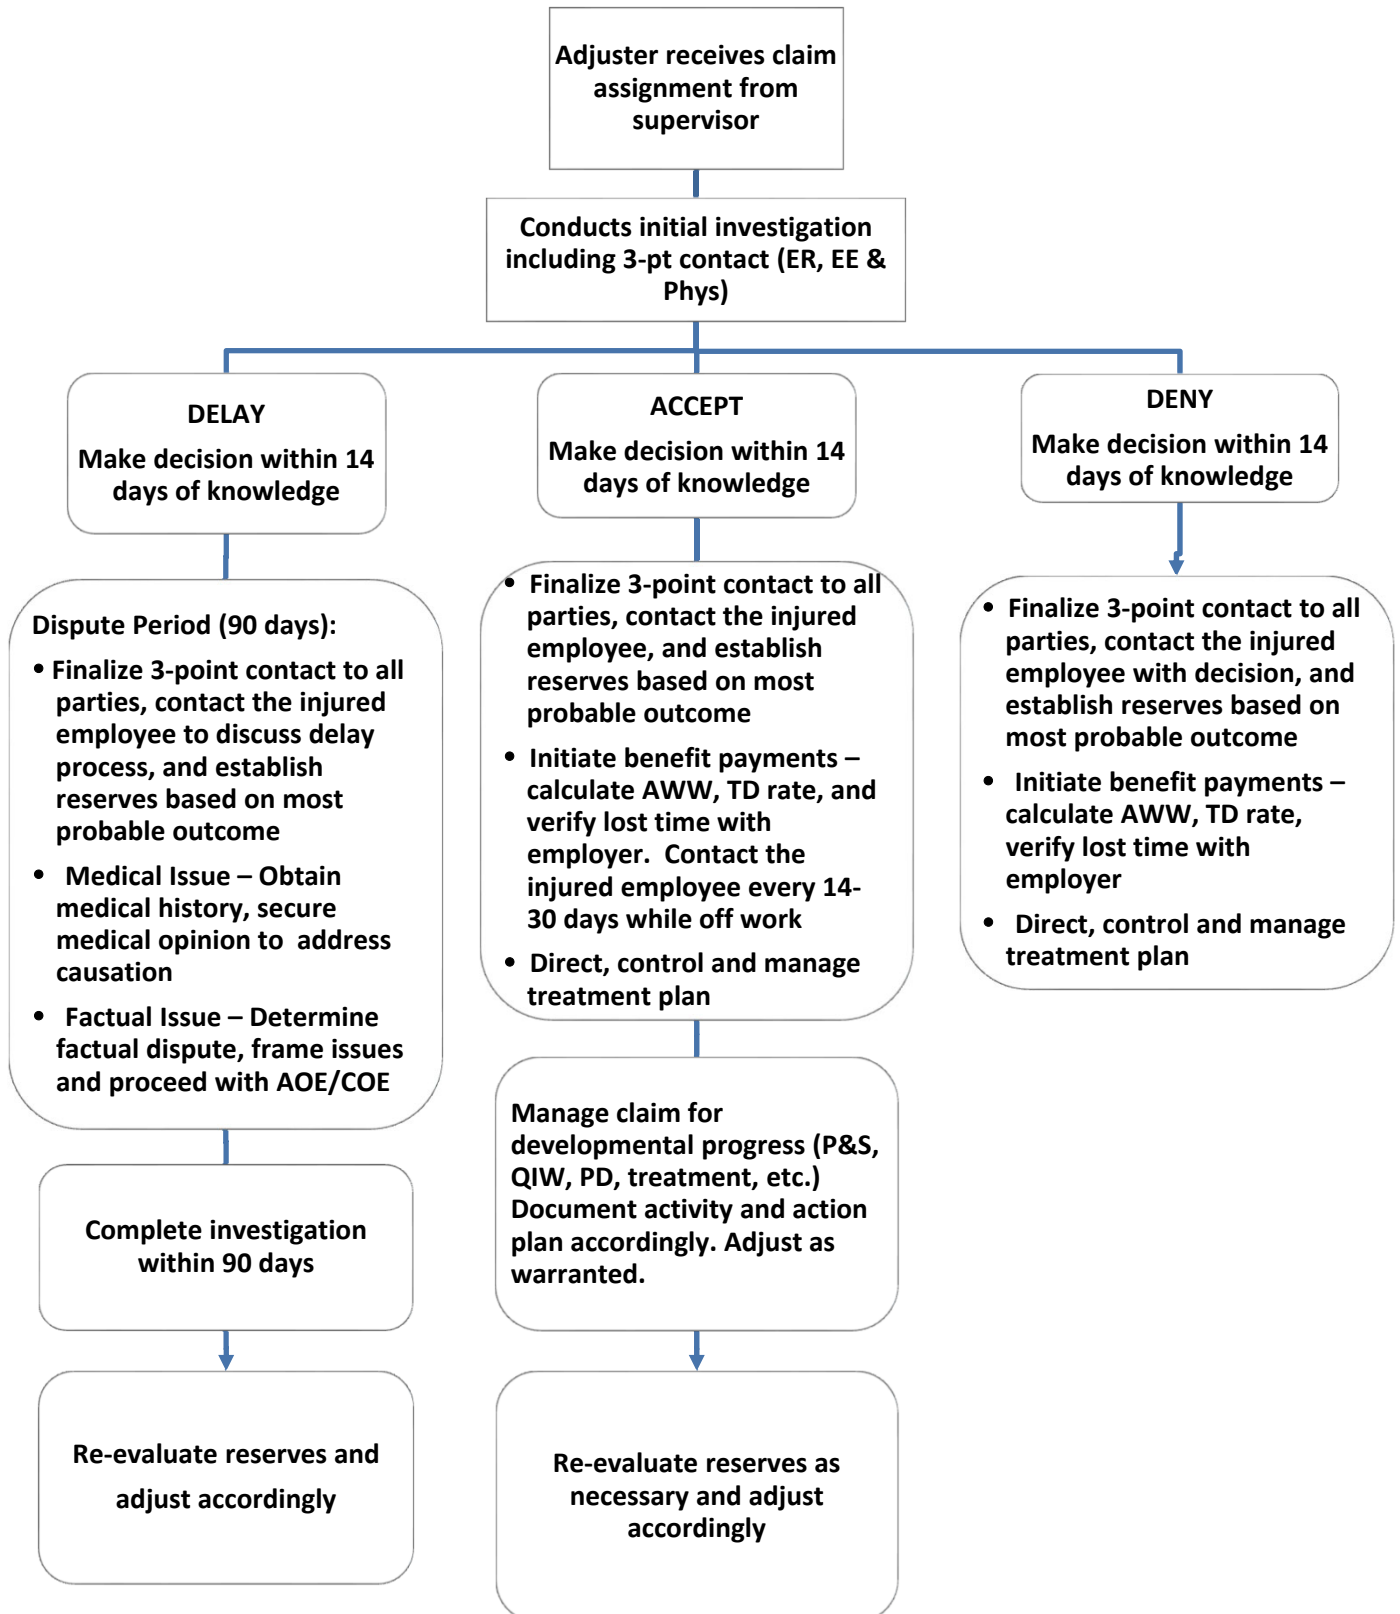 Adjuster receives claim
assignment from
supervisor
Conducts initial investigation
including 3-pt contact (ER, EE &
Phys)
DELAY
Make decision within 14
days of knowledge
ACCEPT
Make decision within 14
days of knowledge
DENY
Make decision within 14
days of knowledge
Dispute Period (90 days):
• Finalize 3-point contact to all
parties, contact the injured
employee to discuss delay
process, and establish
reserves based on most
probable outcome
• Medical Issue – Obtain
medical history, secure
medical opinion to address
causation
• Factual Issue – Determine
factual dispute, frame issues
and proceed with AOE/COE
• Finalize 3-point contact to all
parties, contact the injured
employee, and establish
reserves based on most
probable outcome
• Initiate benefit payments –
calculate AWW, TD rate, and
verify lost time with
employer. Contact the
injured employee every 14-
30 days while off work
• Direct, control and manage
treatment plan
• Finalize 3-point contact to all
parties, contact the injured
employee with decision, and
establish reserves based on
most probable outcome
• Initiate benefit payments –
calculate AWW, TD rate,
verify lost time with
employer
• Direct, control and manage
treatment plan
Complete investigation
within 90 days
Manage claim for
developmental progress (P&S,
QIW, PD, treatment, etc.)
Document activity and action
plan accordingly. Adjust as
warranted.
Re-evaluate reserves and
adjust accordingly
Re-evaluate reserves as
necessary and adjust
accordingly